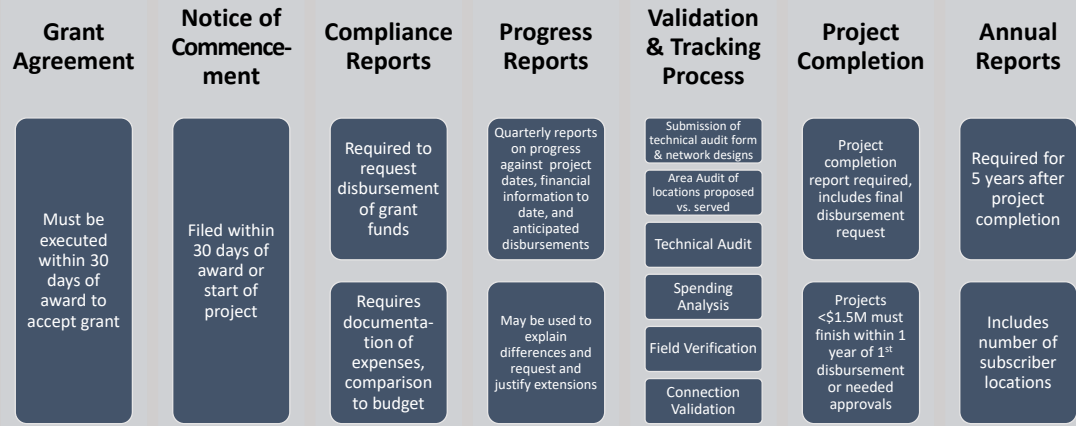 Grant
Agreement
Must be
executed
within 30
days of
award to
accept grant
Notice of
Commence-
ment
Filed within
30 days of
award or
start of
project
Compliance
Reports
Required to
request
disbursement
of grant
funds
Requires
documenta-
tion of
expenses,
comparison
to budget
Progress
Reports
Quarterly reports
on progress
against project
dates, financial
information to
date, and
anticipated
disbursements
May be used to
explain
differences and
request and
justify extensions
Validation
& Tracking
Process
Submission of
technical audit form
& network designs
Area Audit of
locations proposed
vs. served
Technical Audit
Spending
Analysis
Field Verification
Connection
Validation
Project
Completion
Project
completion
report required,
includes final
disbursement
request
Projects
<$1.5M must
finish within 1
year of 1st
disbursement
or needed
approvals
Annual
Reports
Required for
5 years after
project
completion
Includes
number of
subscriber
locations